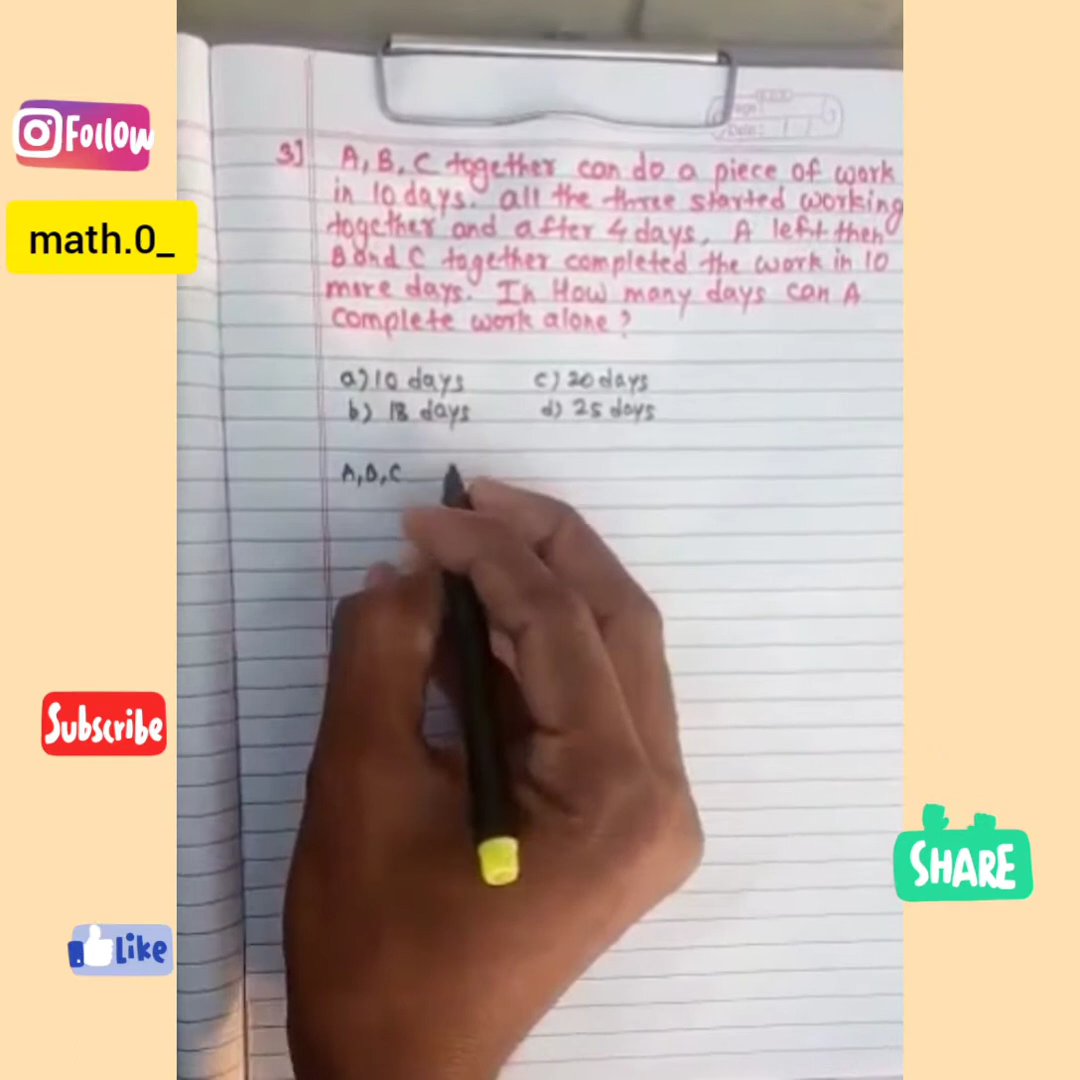 Follow
math.0_
Subscribe
Like
SHARE
3] A, B, C together can do a piece of work
in 10 days. all the three started working
together and after 4 days, A left then
B and C together completed the work in 10
more days. In How many days can A
complete work alone?
a) 10 days c) 20 days
b) 18 days d) 25 days
A, B, C
Page :
Date : / /